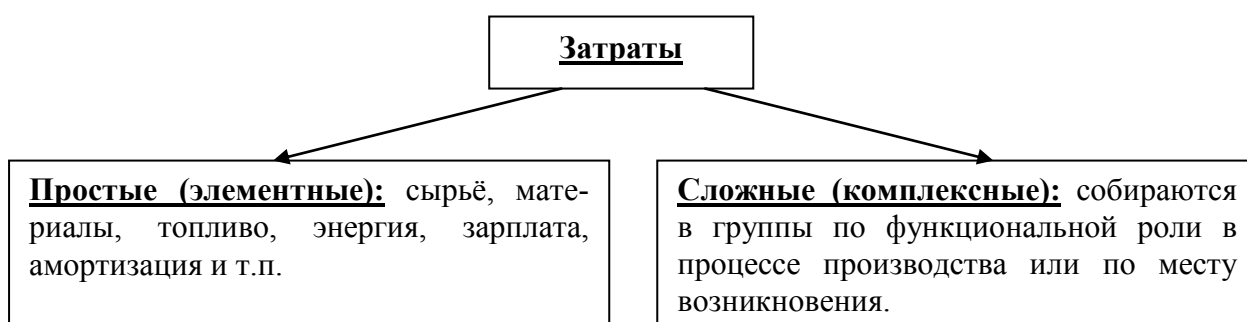 Затраты
Простые (элементные): сырьё, мате-
риалы, топливо, энергия, зарплата,
амортизация и т.п.
Сложные (комплексные): собираются
в группы по функциональной роли в
процессе производства или по месту
возникновения.